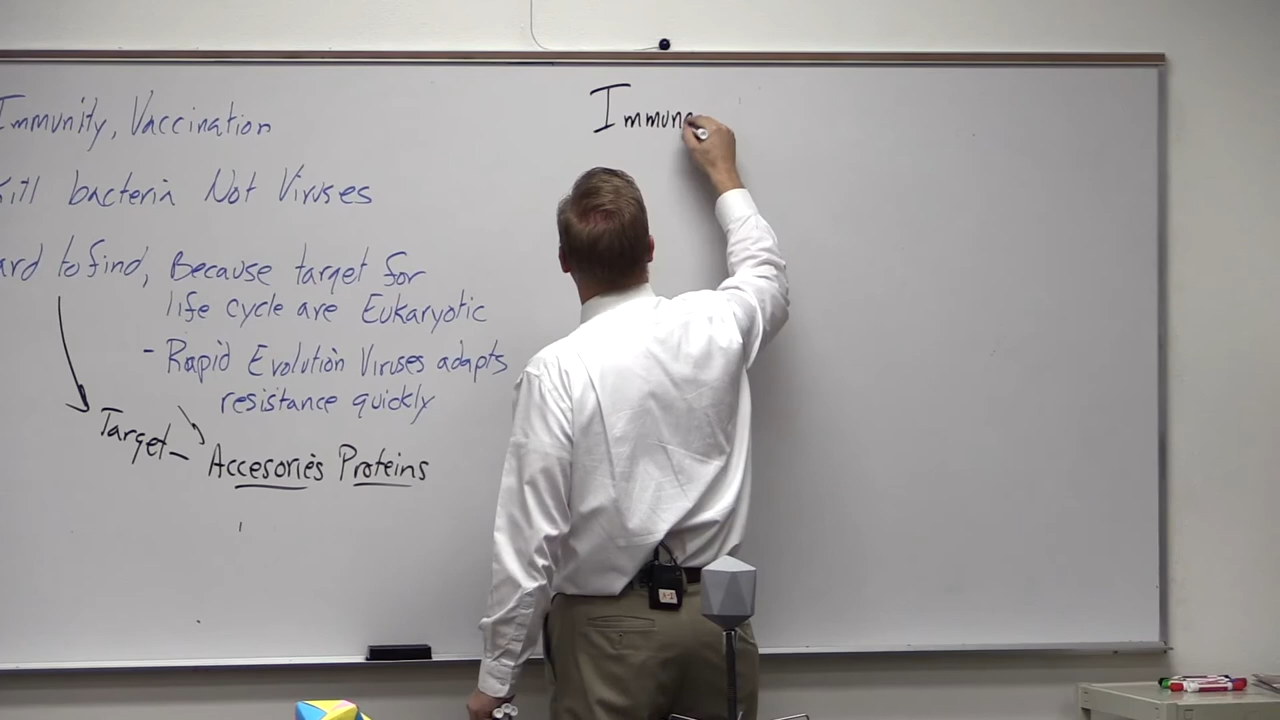 Immunity, Vaccination
Kill bacteria Not Viruses
ard to find, Because target for
life cycle are Eukaryotic
- Rapid Evolution Viruses adapts
resistance quickly
Target- Accesories Proteins
Immuno